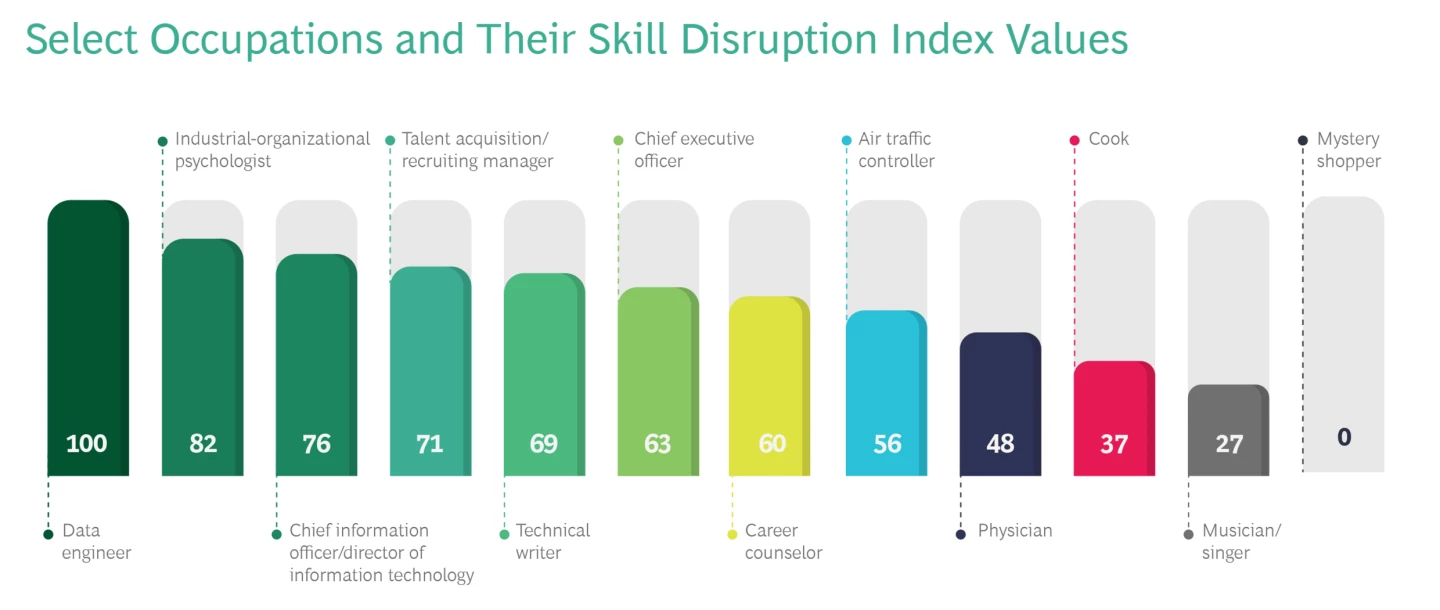 Select Occupations and Their Skill Disruption Index Values
Industrial-organizational
psychologist
Talent acquisition/
recruiting manager
Chief executive
officer
Air traffic
controller
Cook
Mystery
shopper
100
82
76
71
69
63
60
56
48
37
27
0
Data
engineer
Chief information
officer/director of
information technology
Technical
writer
Career
counselor
Physician
Musician/
singer